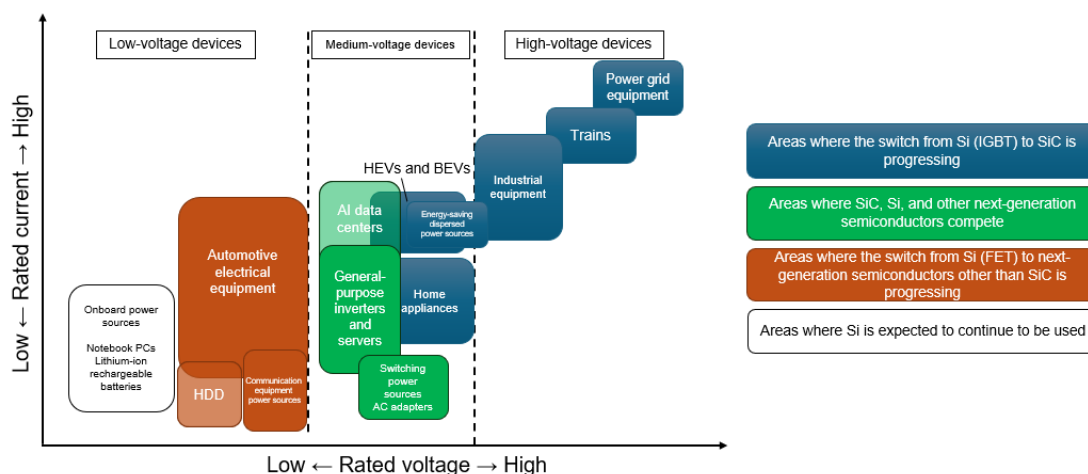 Low-voltage devices
Medium-voltage devices
High-voltage devices
Power grid
equipment
Trains
HEVs and BEVs
Industrial
equipment
AI data
centers
Energy-saving
dispersed
power sources
Automotive
electrical
equipment
General-
purpose
inverters
and
servers
Home
appliances
Onboard power
sources
Notebook PCs
Lithium-ion
rechargeable
batteries
HDD
Communication
equipment
power sources
Switching
power
sources
AC adapters
Low ← Rated current → High
Low ← Rated voltage → High
Areas where the switch from Si (IGBT) to SiC is
progressing
Areas where SiC, Si, and other next-generation
semiconductors compete
Areas where the switch from Si (FET) to next-
generation semiconductors other than SiC is
progressing
Areas where Si is expected to continue to be used